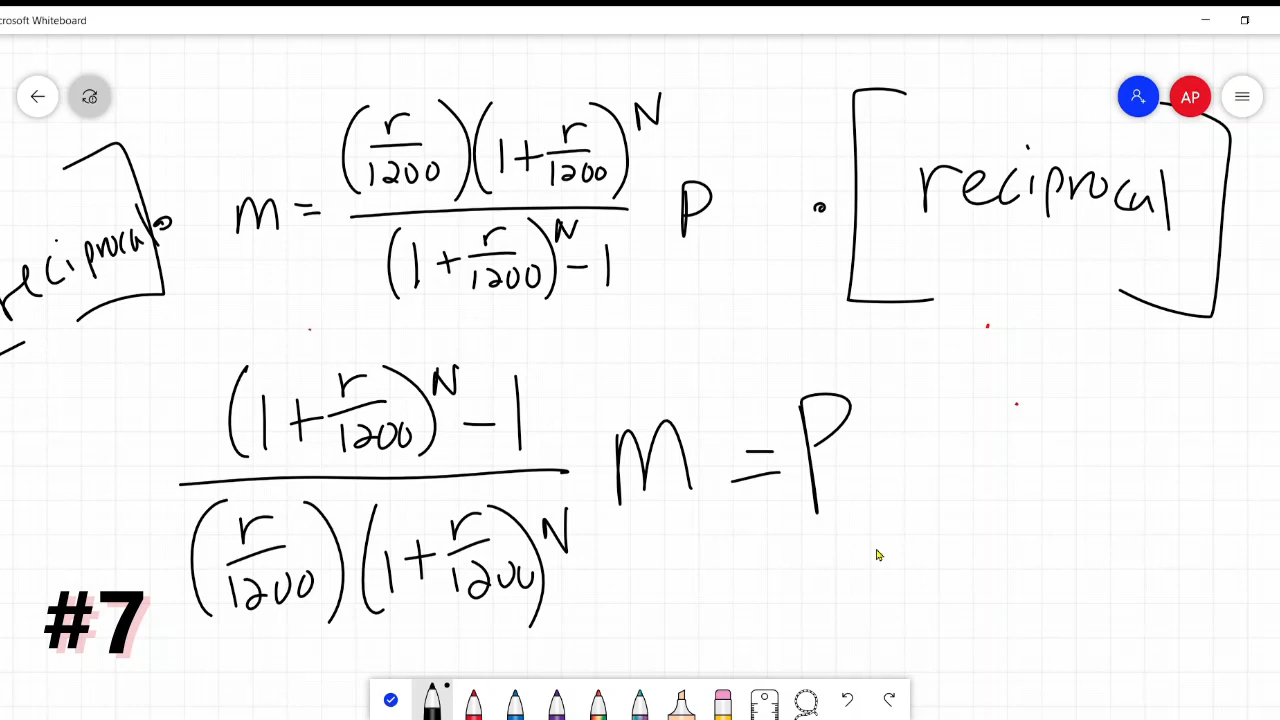 crosoft Whiteboard
AP
m = (r/1200)(1+r/1200)^N / (1+r/1200)^N - 1 P • [reciprocal]
reciprocal •
(1+r/1200)^N - 1 / (r/1200)(1+r/1200)^N m = P
#7